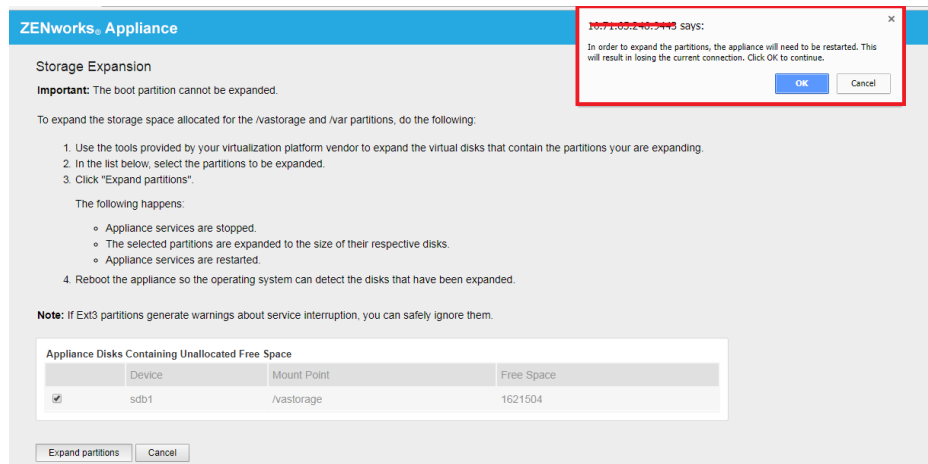 ZENworks® Appliance
says:
×
In order to expand the partitions, the appliance will need to be restarted. This
will result in losing the current connection. Click OK to continue.
OK Cancel
Storage Expansion
Important: The boot partition cannot be expanded.
To expand the storage space allocated for the /vastorage and /var partitions, do the following:
1. Use the tools provided by your virtualization platform vendor to expand the virtual disks that contain the partitions your are expanding.
2. In the list below, select the partitions to be expanded.
3. Click "Expand partitions".
The following happens:
Appliance services are stopped.
The selected partitions are expanded to the size of their respective disks.
Appliance services are restarted.
4. Reboot the appliance so the operating system can detect the disks that have been expanded.
Note: If Ext3 partitions generate warnings about service interruption, you can safely ignore them.
Appliance Disks Containing Unallocated Free Space
Device Mount Point Free Space
sdb1 /vastorage 1621504
Expand partitions Cancel